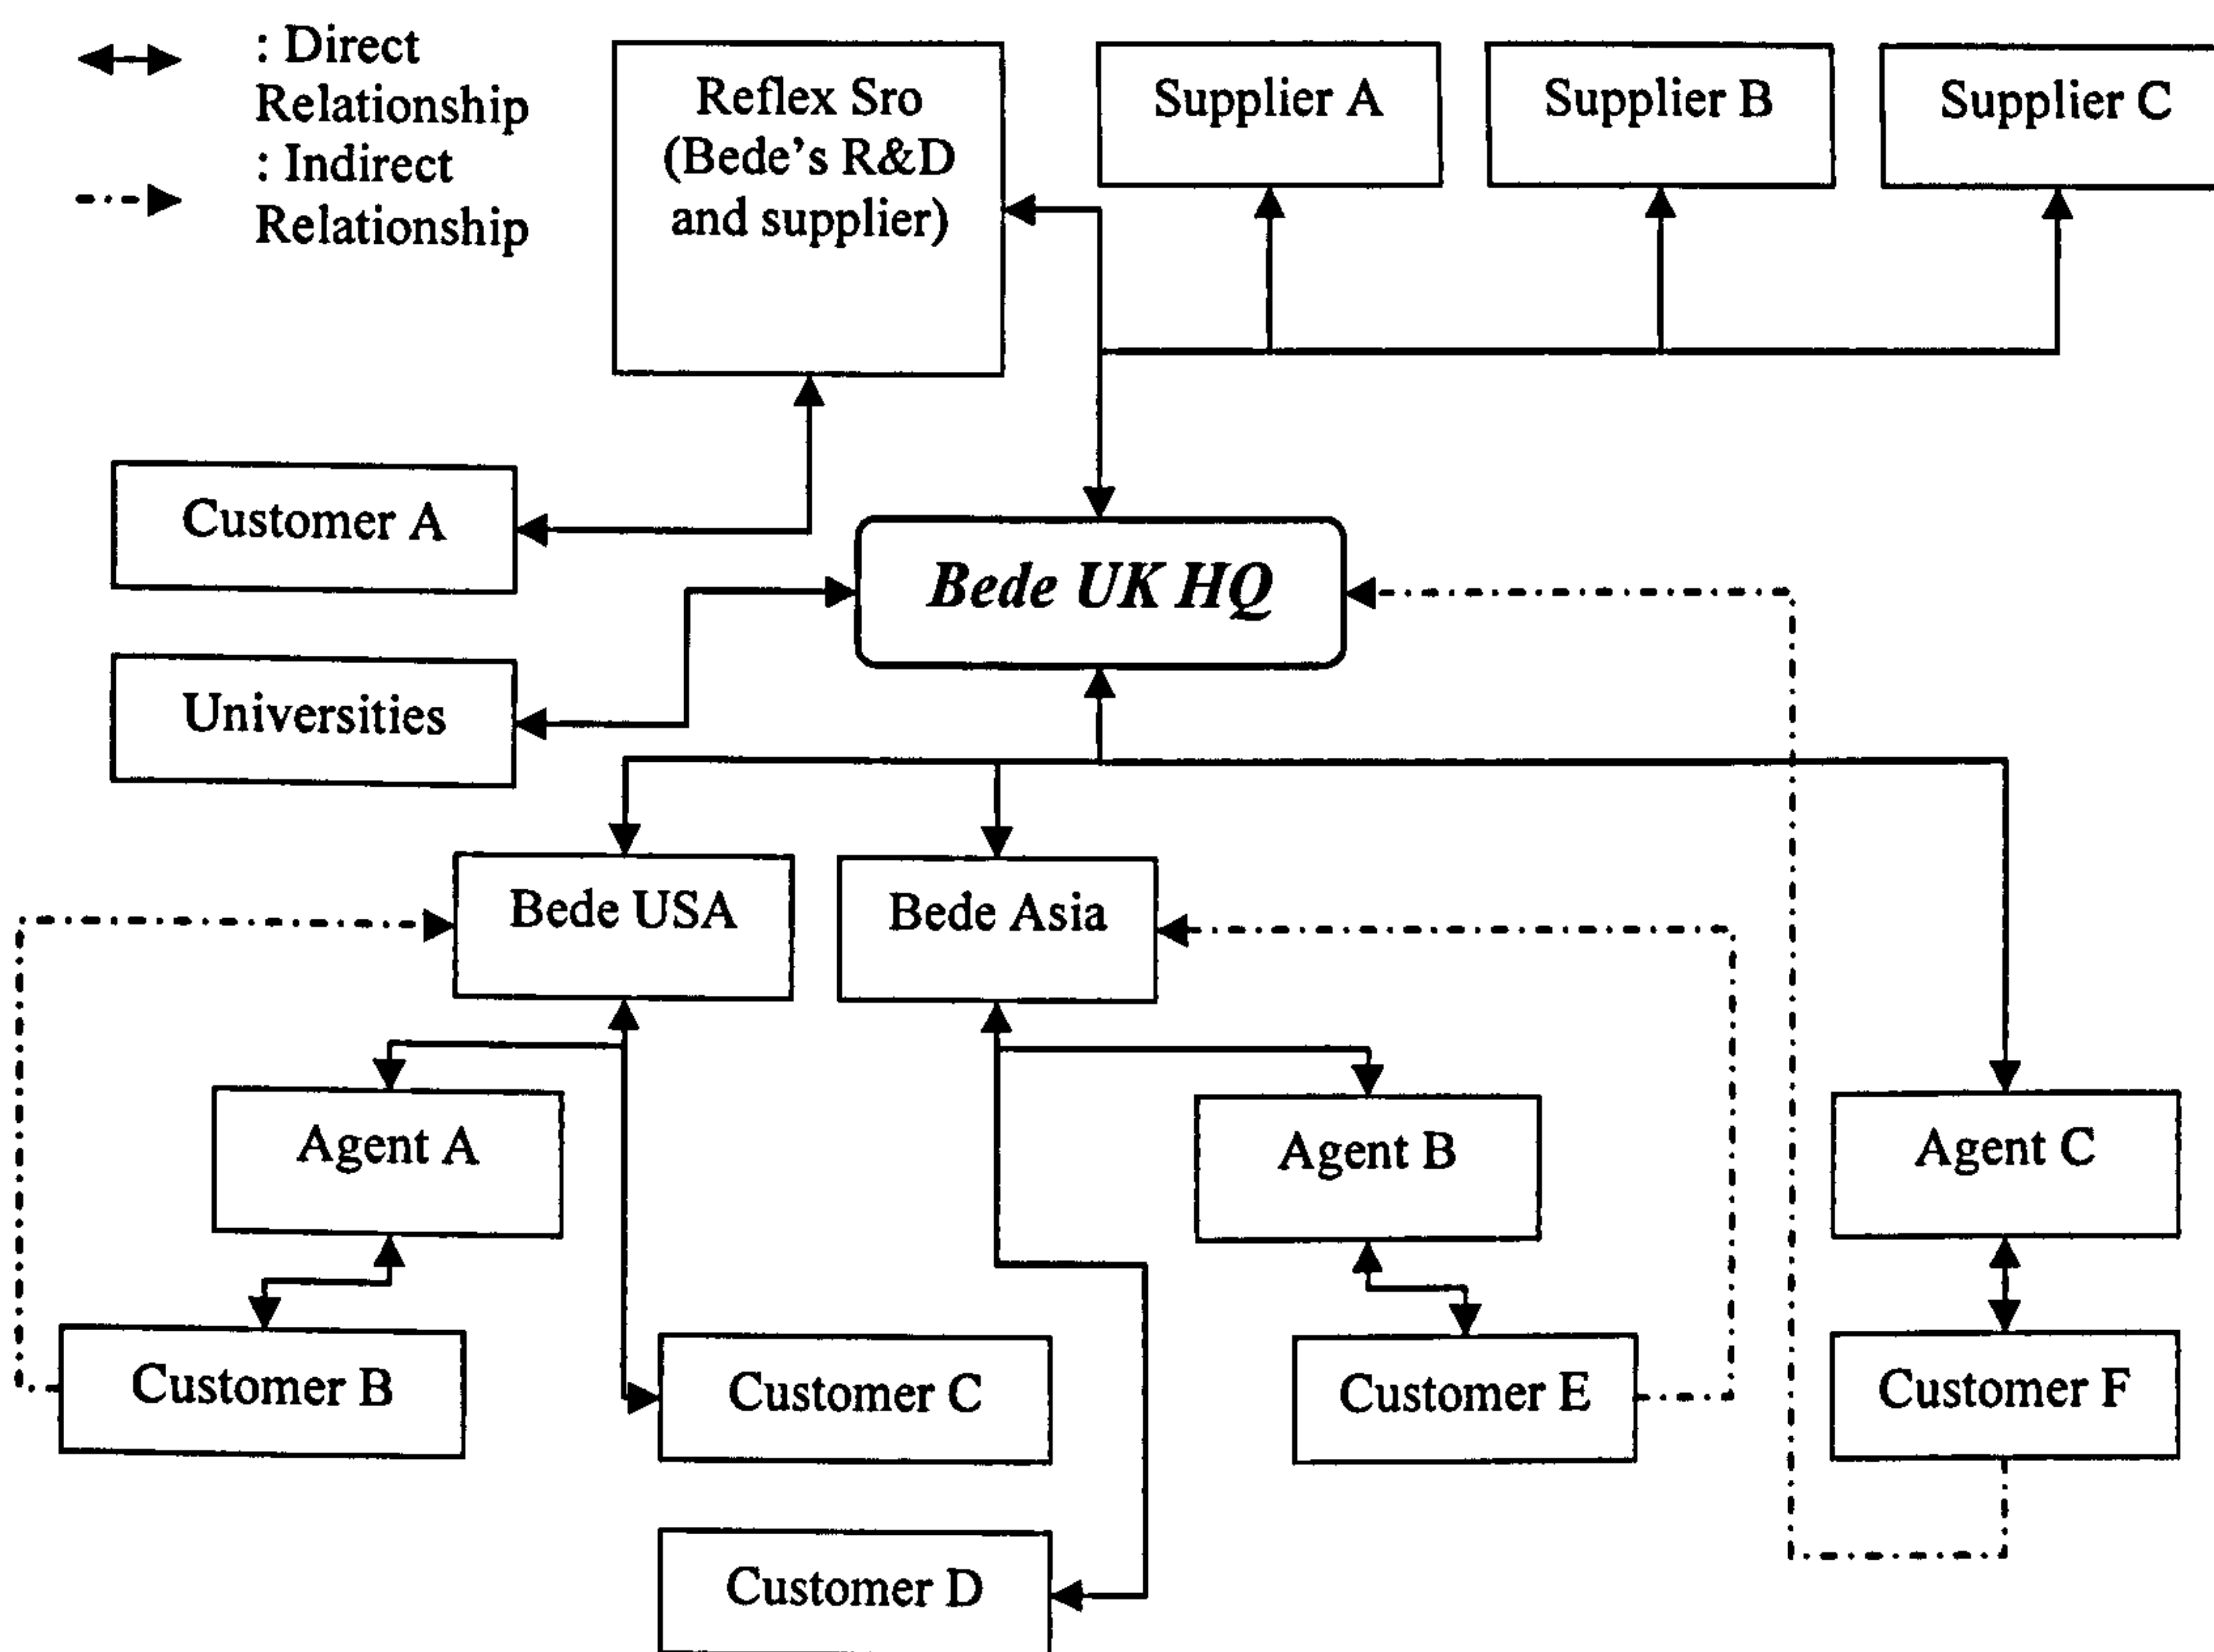 : Direct
Relationship
: Indirect
Relationship
Reflex Sro
(Bede's R&D
and supplier)
Supplier A
Supplier B
Supplier C
Customer A
Bede UK HQ
Universities
Bede USA
Bede Asia
Agent A
Agent B
Agent C
Customer B
Customer C
Customer E
Customer F
Customer D